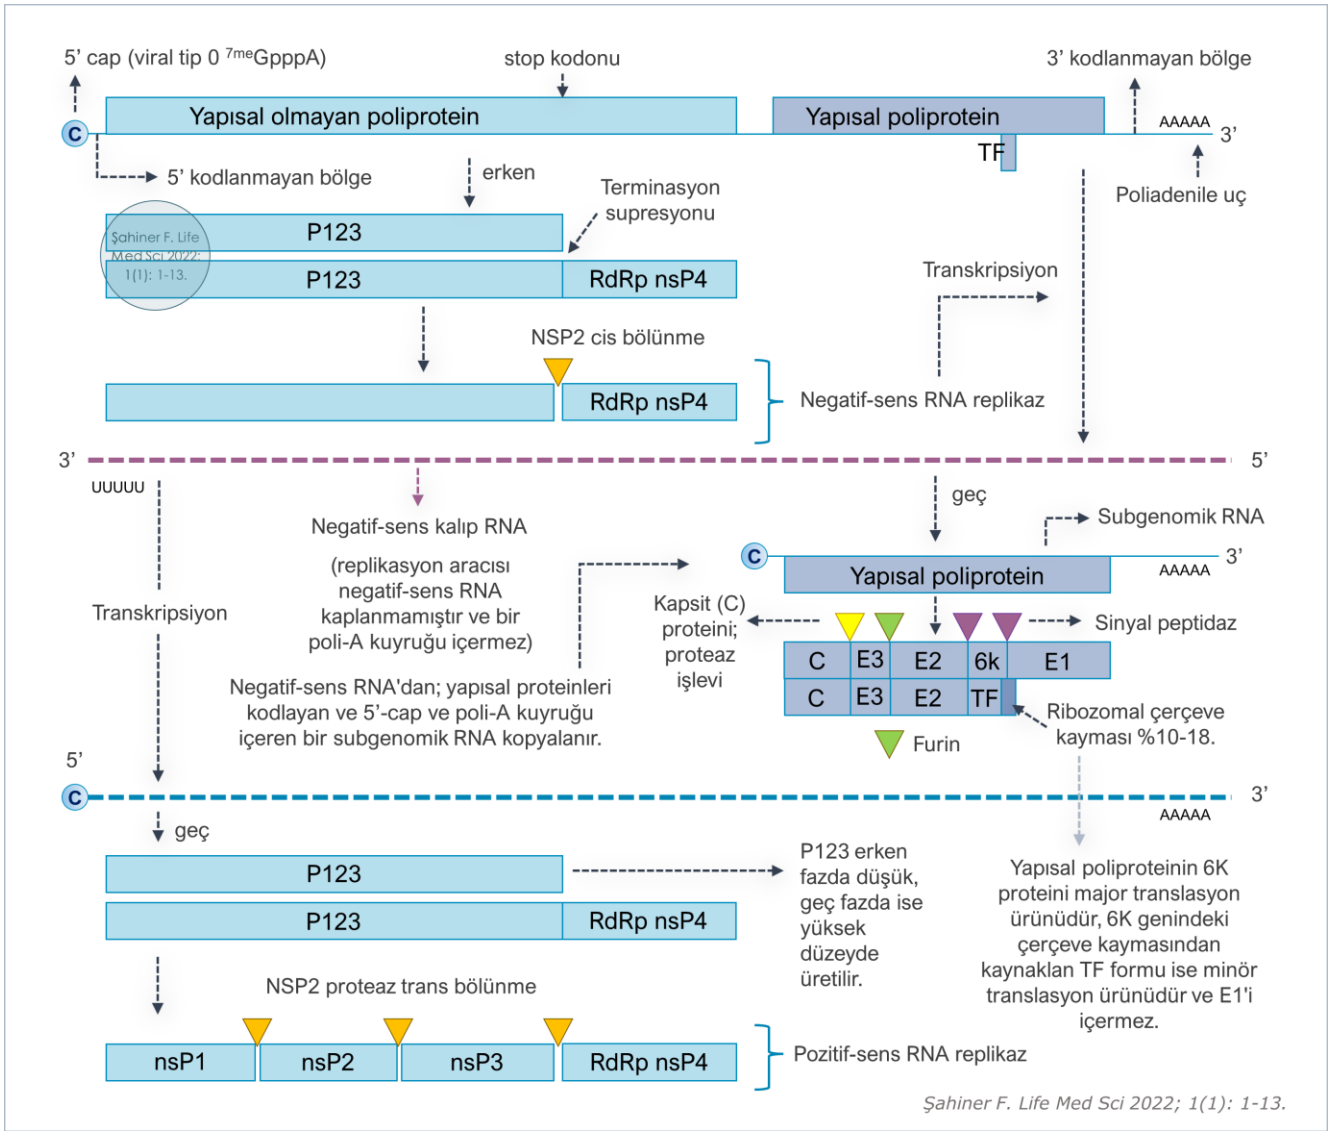 5’ cap (viral tip 0 7meGpppA)
stop kodonu
3’ kodlanmayan bölge
Yapısal olmayan poliprotein
Yapısal poliprotein
AAAAA
C
3’
TF
5’ kodlanmayan bölge
erken
Terminasyon
supresyonu
Poliadenile uç
P123
Şahiner F. Life
Med Sci 2022;
1(1): 1-13.
P123
RdRp nsP4
Transkripsiyon
NSP2 cis bölünme
RdRp nsP4
Negatif-sens RNA replikaz
3’
5’
UUUUU
geç
Negatif-sens kalıp RNA
(replikasyon aracısı
negatif-sens RNA
kaplanmamıştır ve bir
poli-A kuyruğu içermez)
Subgenomik RNA
C
3’
Yapısal poliprotein
AAAAA
Transkripsiyon
Kapsit (C)
proteini;
proteaz
işlevi
Sinyal peptidaz
C E3 E2 6k E1
C E3 E2 TF
Negatif-sens RNA'dan; yapısal proteinleri
kodlayan ve 5’-cap ve poli-A kuyruğu
içeren bir subgenomik RNA kopyalanır.
Furin
Ribozomal çerçeve
kayması %10-18.
5’
C
3’
AAAAA
geç
P123
P123
RdRp nsP4
P123 erken
fazda düşük,
geç fazda ise
yüksek
düzeyde
üretilir.
Yapısal poliproteinin 6K
proteini major translasyon
ürünüdür, 6K genindeki
çerçeve kaymasından
kaynaklan TF formu ise minör
translasyon ürünüdür ve E1'i
içermez.
NSP2 proteaz trans bölünme
nsP1 nsP2 nsP3 RdRp nsP4
Pozitif-sens RNA replikaz
Şahiner F. Life Med Sci 2022; 1(1): 1-13.